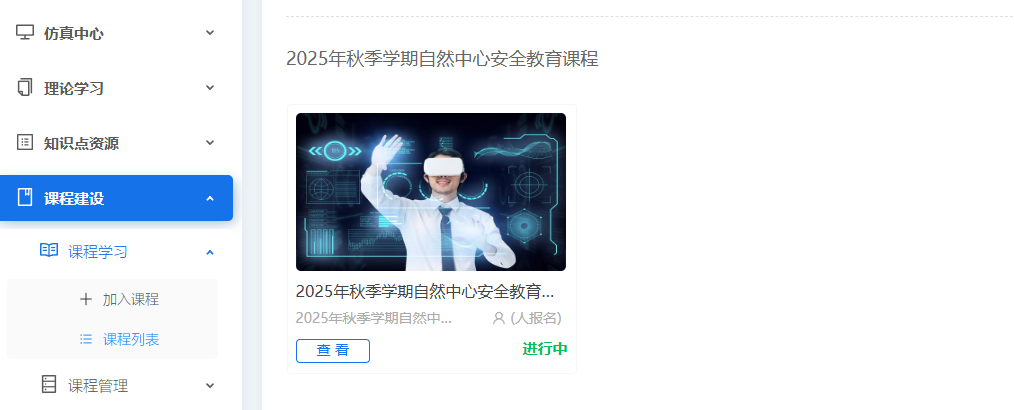 仿真中心
理论学习
知识点资源
课程建设
课程学习
加入课程
课程列表
课程管理
2025年秋季学期自然中心安全教育课程
2025年秋季学期自然中心安全教育...
2025年秋季学期自然中...
(人报名)
查 看
进行中